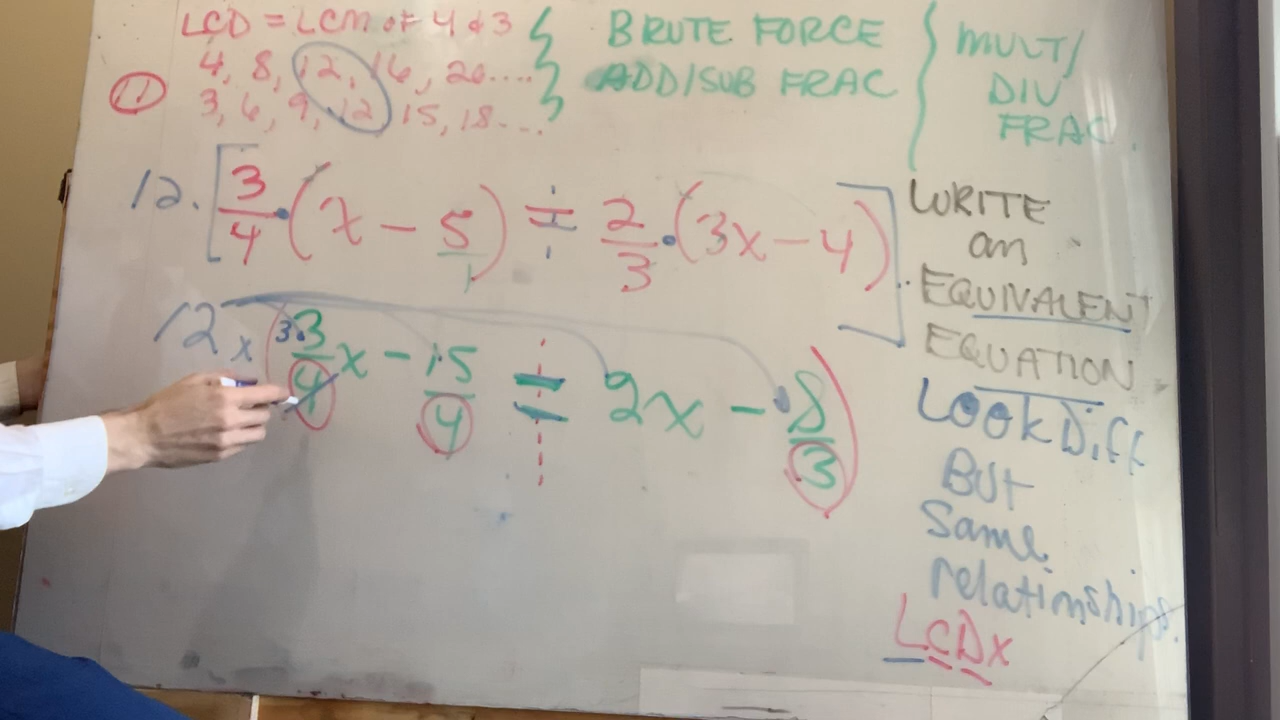 LCD = LCM of 4 & 3
4, 8, 12, 16, 20....
3, 6, 9, 12, 15, 18...
BRUTE FORCE
ADD/SUB FRAC
MULT/
DIV
FRAC
12. [3/4 · (x - 5/1) = 2/3 · (3x - 4)]
12 x (3· 3/4 x - 15/4 = 2x - 8/3)
WRITE
an
EQUIVALENT
EQUATION
Look Diff
BUT
Same
relationships.
LCDx